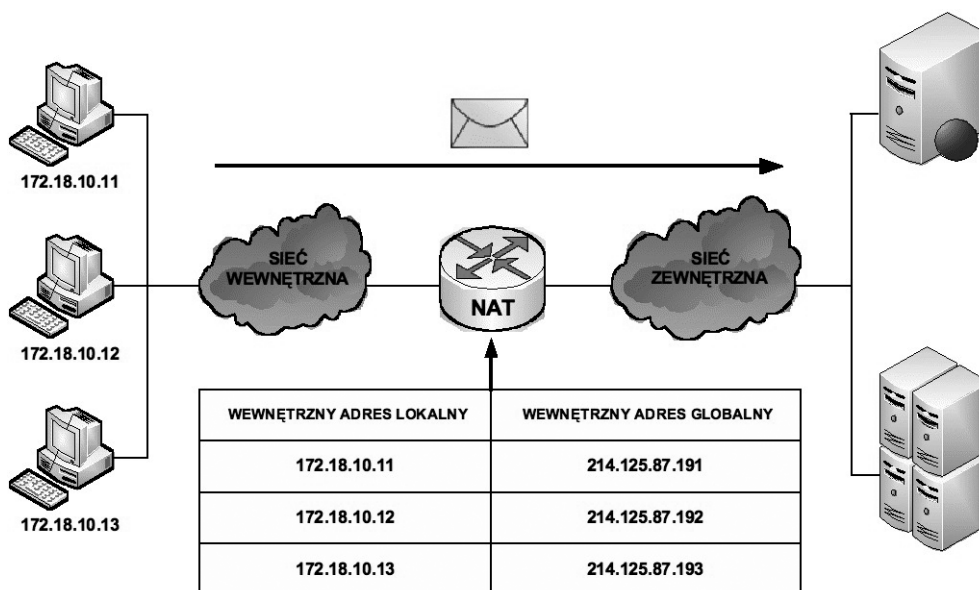 172.18.10.11
172.18.10.12
172.18.10.13
SIEĆ
WEWNĘTRZNA
NAT
SIEĆ
ZEWNĘTRZNA
WEWNĘTRZNY ADRES LOKALNY WEWNĘTRZNY ADRES GLOBALNY
172.18.10.11 214.125.87.191
172.18.10.12 214.125.87.192
172.18.10.13 214.125.87.193